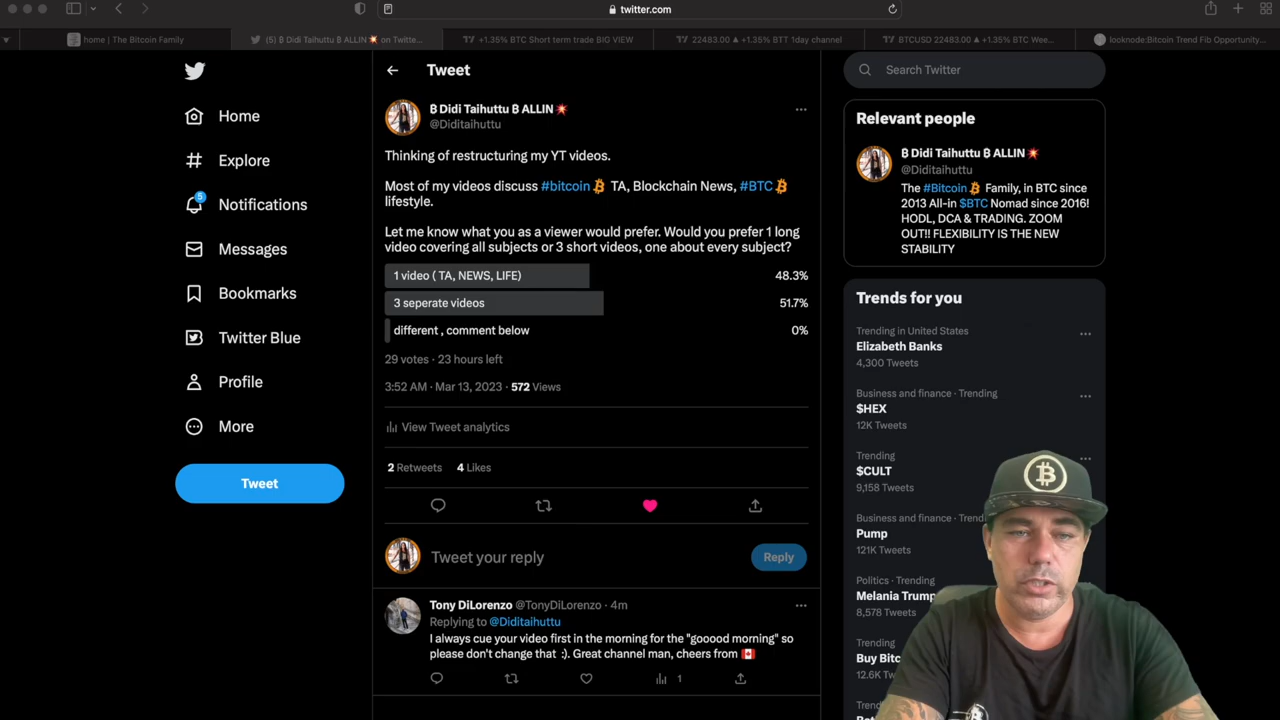 twitter.com
home | The Bitcoin Family
(5) ₿ Didi Taihuttu ₿ ALLIN💥 on Twitte...
+1.35% BTC Short term trade BIG VIEW
22483.00 ▲ +1.35% BTT 1day channel
BTCUSD 22483.00 ▲ +1.35% BTC Wee...
looknode:Bitcoin Trend Fib Opportunity...
Home
Explore
5
Notifications
Messages
Bookmarks
Twitter Blue
Profile
More
Tweet
Tweet
₿ Didi Taihuttu ₿ ALLIN💥
@Diditaihuttu
Thinking of restructuring my YT videos.
Most of my videos discuss #bitcoin TA, Blockchain News, #BTC
lifestyle.
Let me know what you as a viewer would prefer. Would you prefer 1 long
video covering all subjects or 3 short videos, one about every subject?
1 video ( TA, NEWS, LIFE) 48.3%
3 seperate videos 51.7%
different , comment below 0%
29 votes · 23 hours left
3:52 AM · Mar 13, 2023 · 572 Views
View Tweet analytics
2 Retweets 4 Likes
Tweet your reply
Reply
Tony DiLorenzo @TonyDiLorenzo · 4m
Replying to @Diditaihuttu
I always cue your video first in the morning for the "gooood morning" so
please don't change that :). Great channel man, cheers from 🇨🇦
1
Search Twitter
Relevant people
₿ Didi Taihuttu ₿ ALLIN💥
@Diditaihuttu
The #Bitcoin Family, in BTC since
2013 All-in $BTC Nomad since 2016!
HODL, DCA & TRADING. ZOOM
OUT!! FLEXIBILITY IS THE NEW
STABILITY
Trends for you
Trending in United States
Elizabeth Banks
4,300 Tweets
Business and finance · Trending
$HEX
12K Tweets
Trending
$CULT
9,158 Tweets
Business and finance · Trend
Pump
121K Tweets
Politics · Trending
Melania Trump
8,578 Tweets
Trending
Buy Bitc
12.6K Tweets
Trending